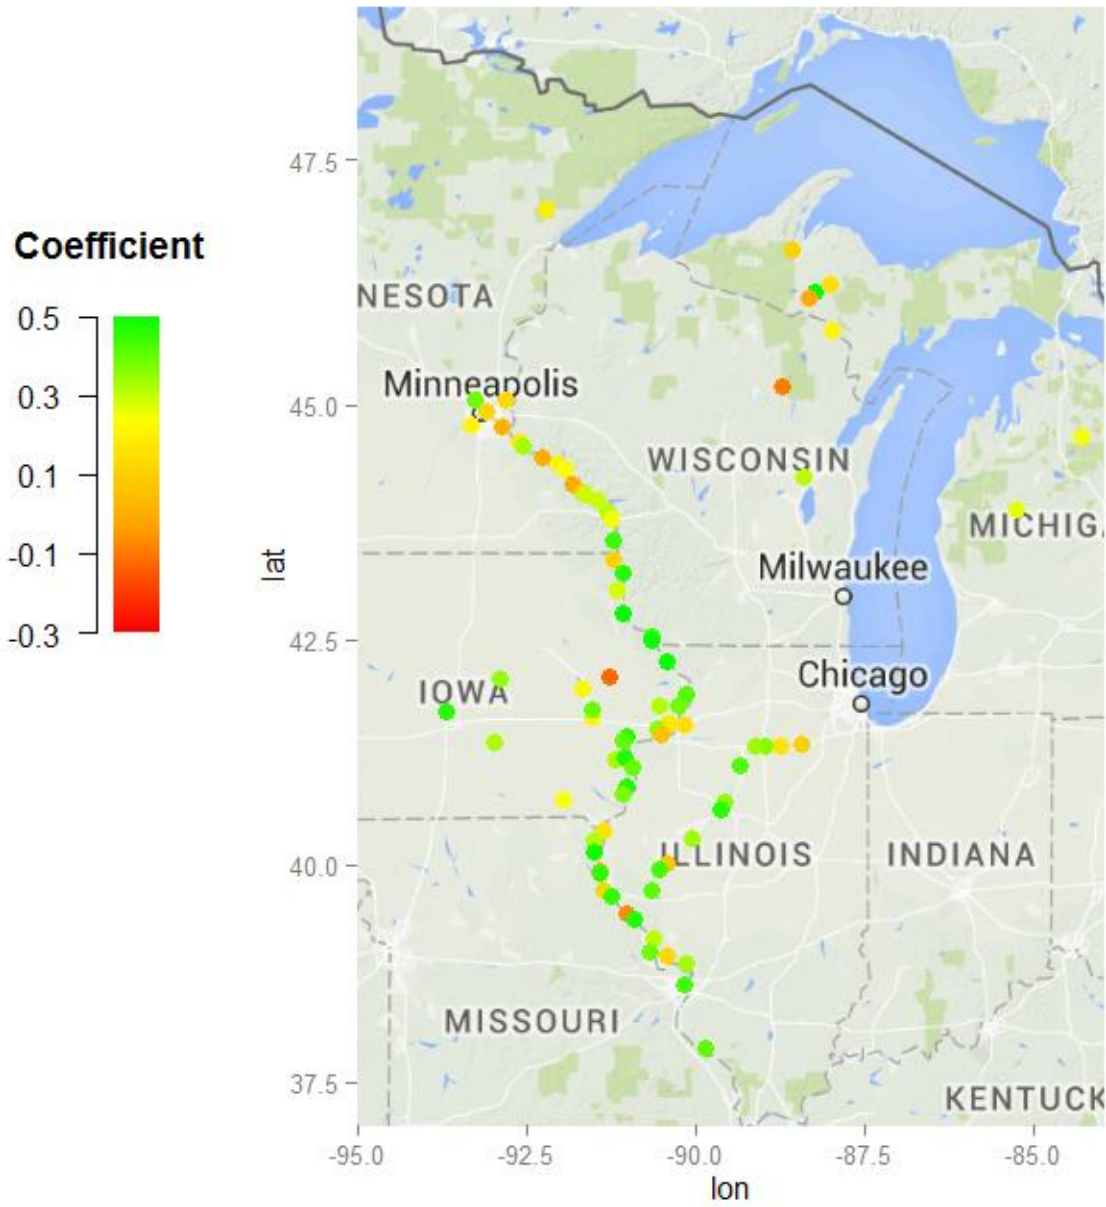 Coefficient
0.5
0.3
0.1
-0.1
-0.3
lat
47.5
45.0
42.5
40.0
37.5
NESOTA
Minneapolis
WISCONSIN
MICHIGA
Milwaukee
Chicago
IOWA
ILLINOIS
INDIANA
MISSOURI
KENTUCK
-95.0
-92.5
-90.0
-87.5
-85.0
lon